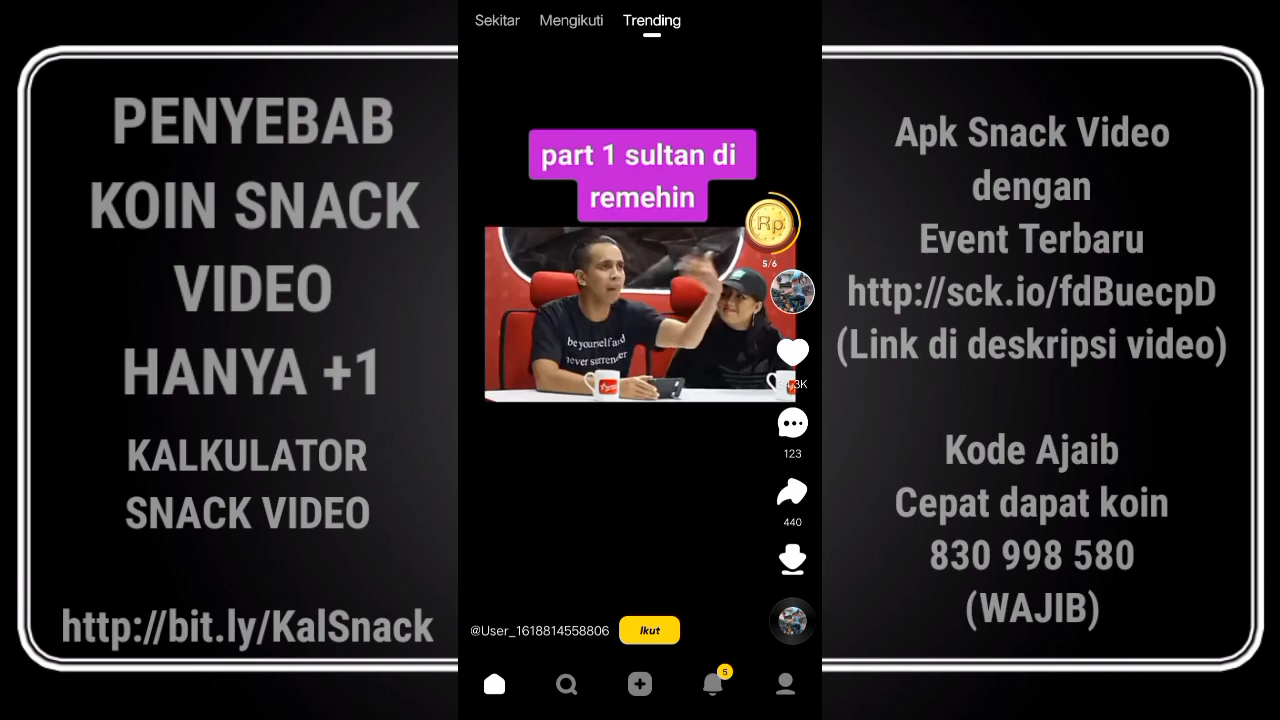 PENYEBAB
KOIN SNACK
VIDEO
HANYA +1
KALKULATOR
SNACK VIDEO
http://bit.ly/KalSnack
Sekitar Mengikuti Trending
part 1 sultan di
remehin
Rp
5/6
be yourself and
never surrender
123
440
@User_1618814558806 Ikut
5
Apk Snack Video
dengan
Event Terbaru
http://sck.io/fdBuecpD
(Link di deskripsi video)
Kode Ajaib
Cepat dapat koin
830 998 580
(WAJIB)